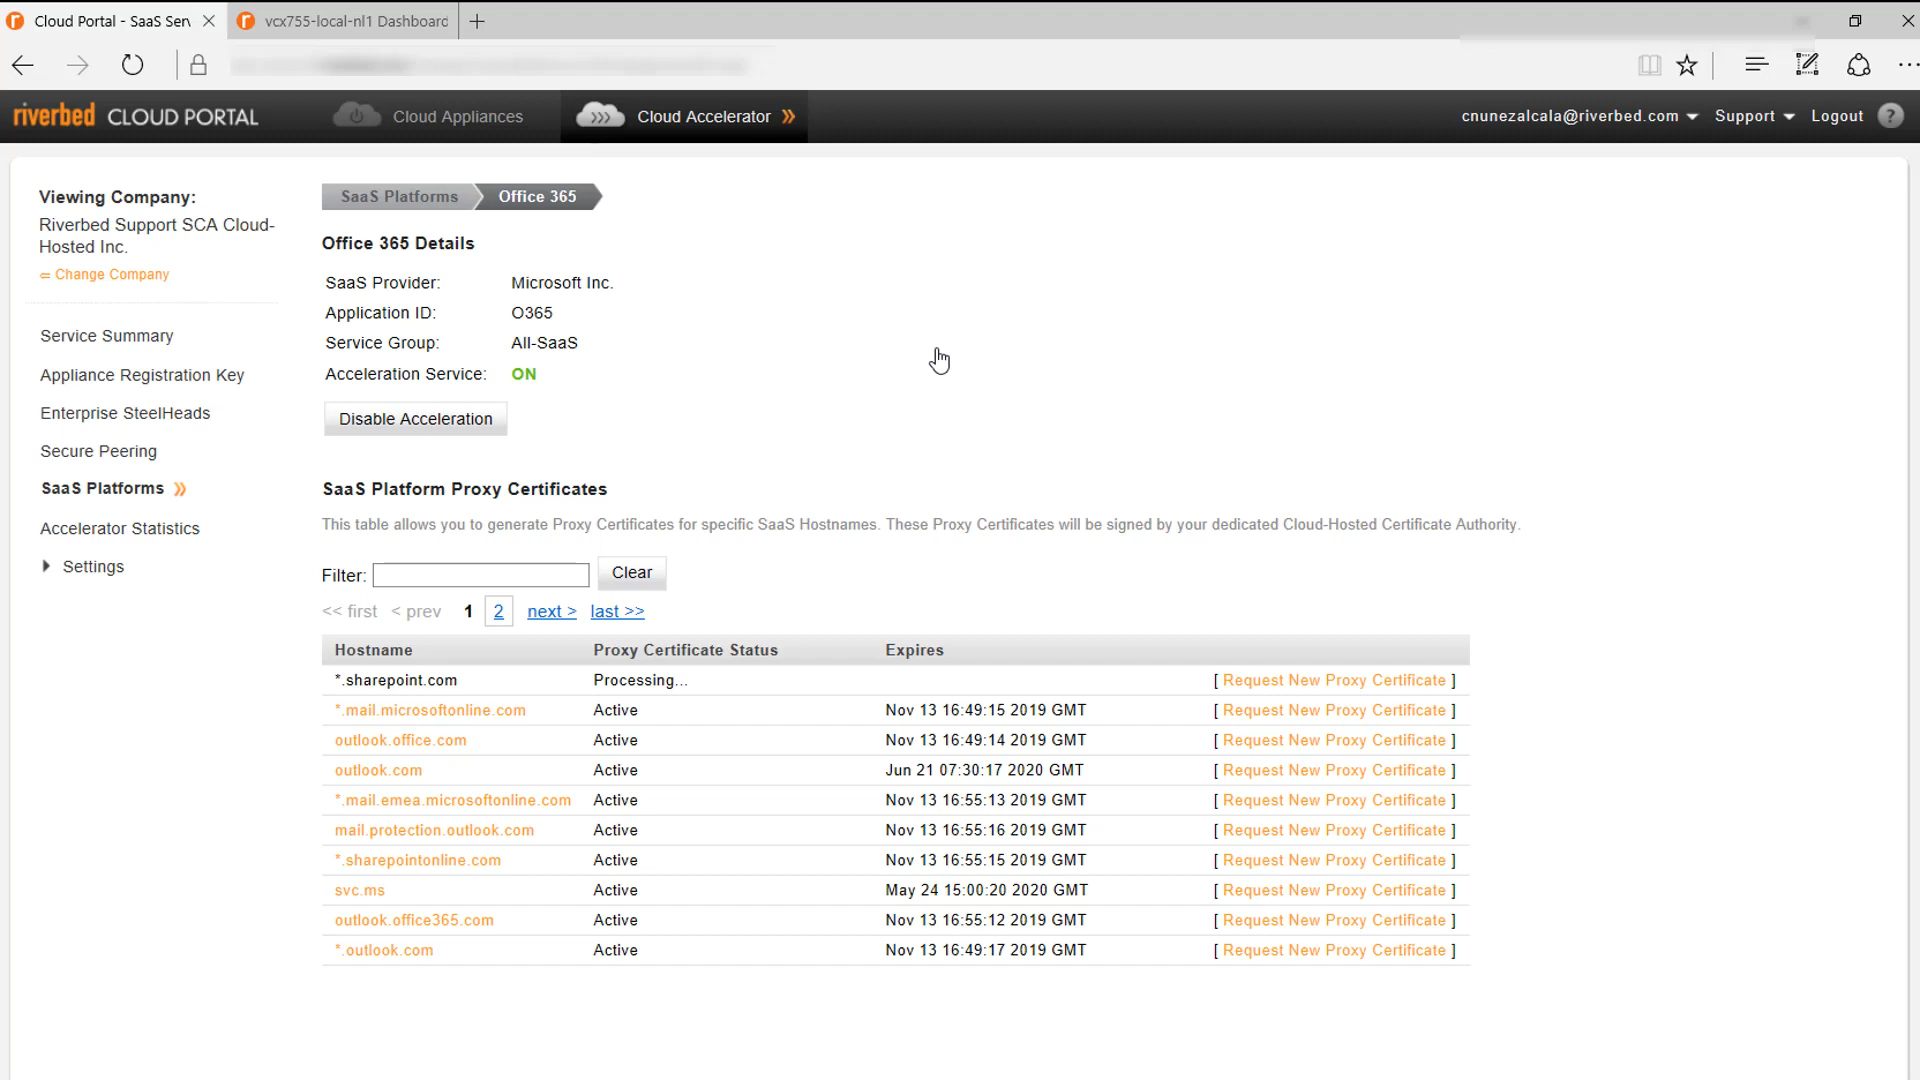 Cloud Portal - SaaS Serv
vcx755-local-nl1 Dashboard
riverbed CLOUD PORTAL
Cloud Appliances
Cloud Accelerator
cnunezalcala@riverbed.com
Support
Logout
?
Viewing Company:
Riverbed Support SCA Cloud-
Hosted Inc.
Change Company
Service Summary
Appliance Registration Key
Enterprise SteelHeads
Secure Peering
SaaS Platforms
Accelerator Statistics
Settings
SaaS Platforms
Office 365
Office 365 Details
SaaS Provider: Microsoft Inc.
Application ID: O365
Service Group: All-SaaS
Acceleration Service: ON
Disable Acceleration
SaaS Platform Proxy Certificates
This table allows you to generate Proxy Certificates for specific SaaS Hostnames. These Proxy Certificates will be signed by your dedicated Cloud-Hosted Certificate Authority.
Filter: Clear
<< first < prev 1 2 next > last >>
Hostname Proxy Certificate Status Expires
*.sharepoint.com Processing... [ Request New Proxy Certificate ]
*.mail.microsoftonline.com Active Nov 13 16:49:15 2019 GMT [ Request New Proxy Certificate ]
outlook.office.com Active Nov 13 16:49:14 2019 GMT [ Request New Proxy Certificate ]
outlook.com Active Jun 21 07:30:17 2020 GMT [ Request New Proxy Certificate ]
*.mail.emea.microsoftonline.com Active Nov 13 16:55:13 2019 GMT [ Request New Proxy Certificate ]
mail.protection.outlook.com Active Nov 13 16:55:16 2019 GMT [ Request New Proxy Certificate ]
*.sharepointonline.com Active Nov 13 16:55:15 2019 GMT [ Request New Proxy Certificate ]
svc.ms Active May 24 15:00:20 2020 GMT [ Request New Proxy Certificate ]
outlook.office365.com Active Nov 13 16:55:12 2019 GMT [ Request New Proxy Certificate ]
*.outlook.com Active Nov 13 16:49:17 2019 GMT [ Request New Proxy Certificate ]